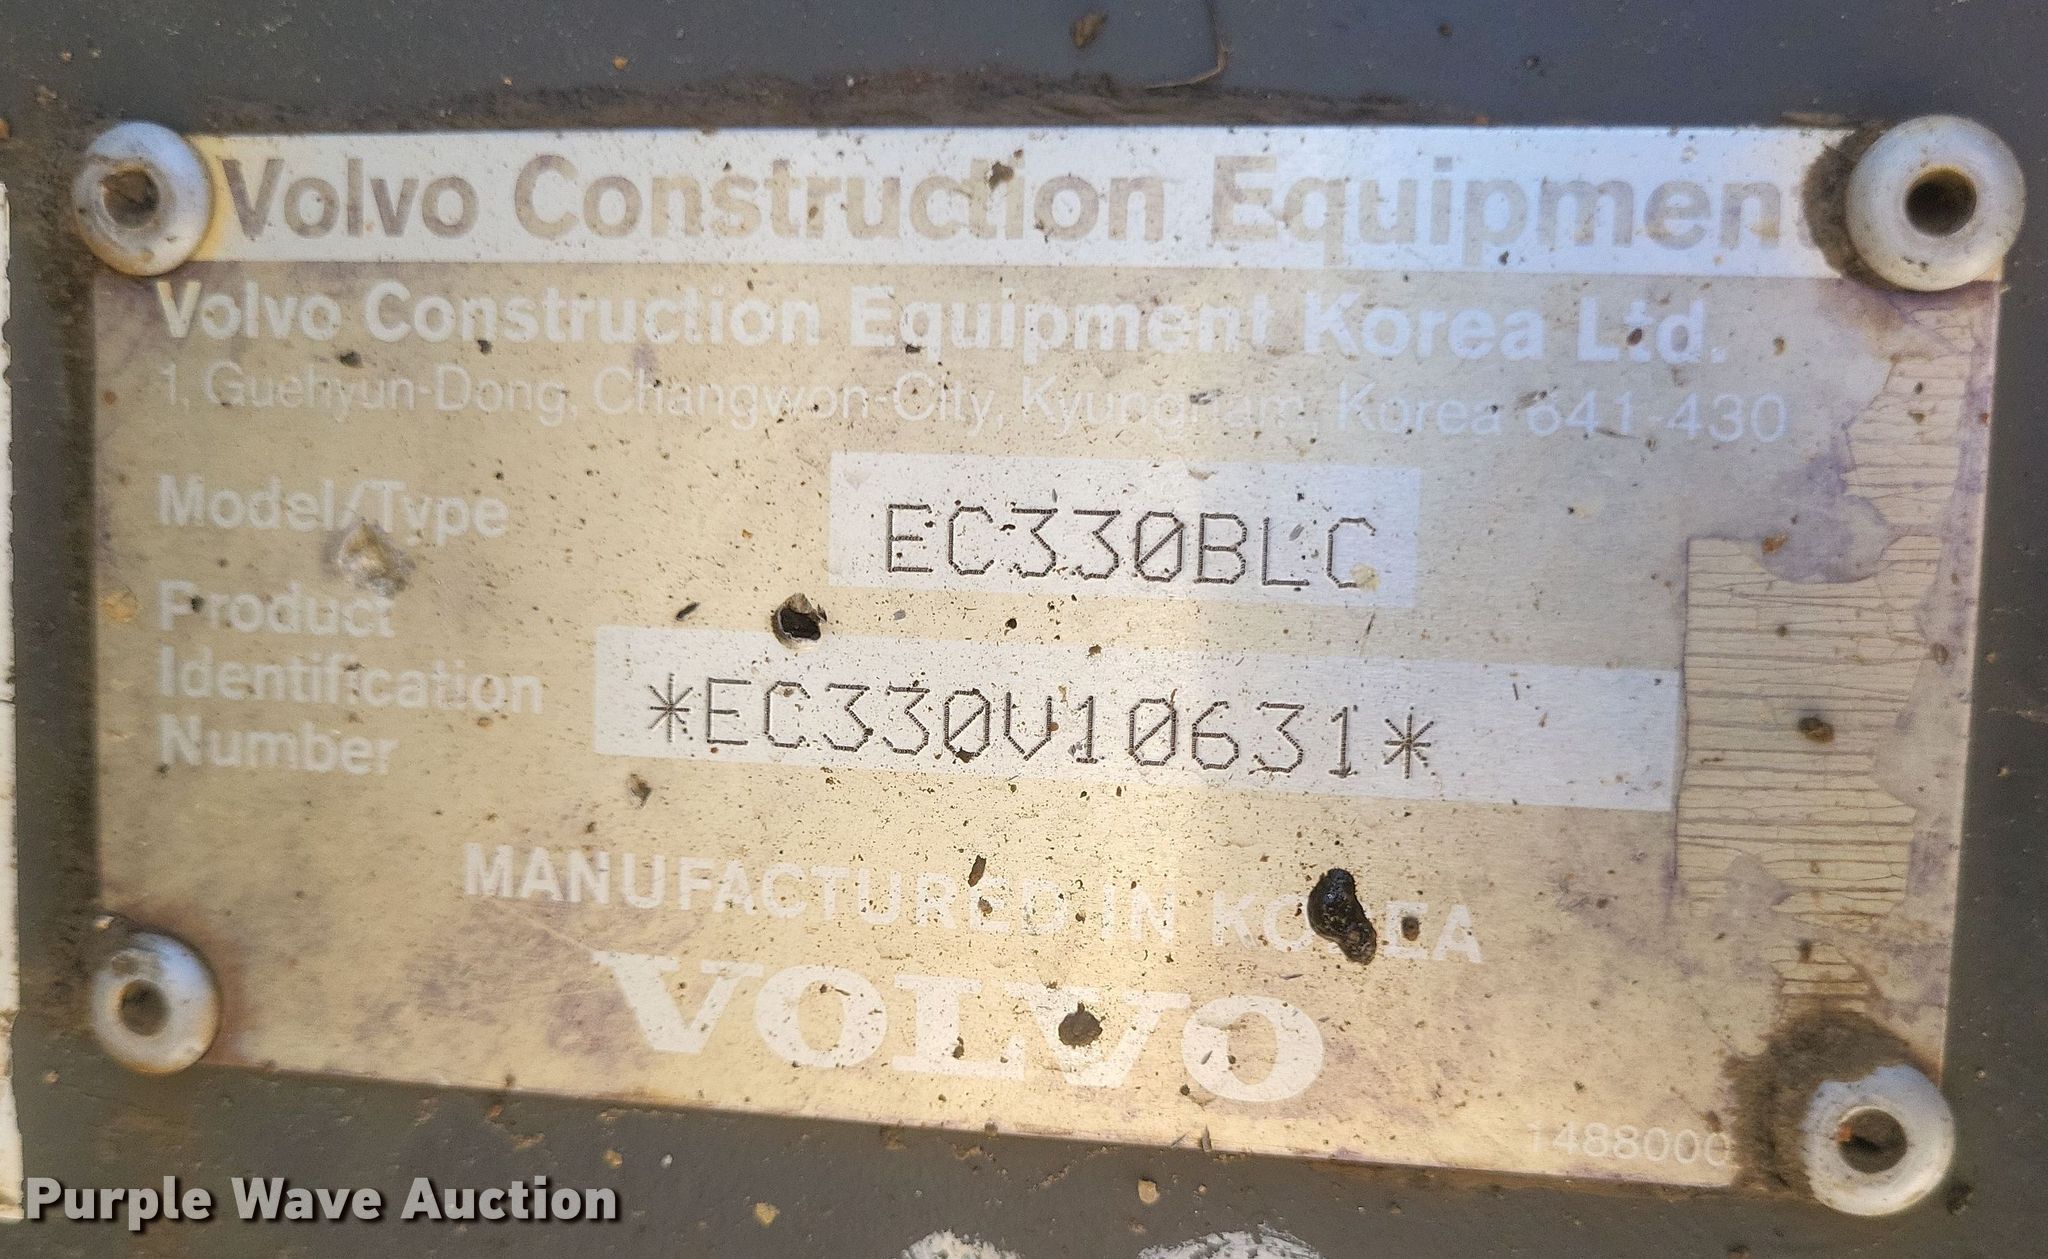 Volvo Construction Equipment
Volvo Construction Equipment Korea Ltd.
1, Guehyun-Dong, Changwon-City, Kyungnam, Korea 641-430
Model/Type EC330BLC
Product
Identification
Number *EC330V10631*
MANUFACTURED IN KOREA
VOLVO
1488000
Purple Wave Auction